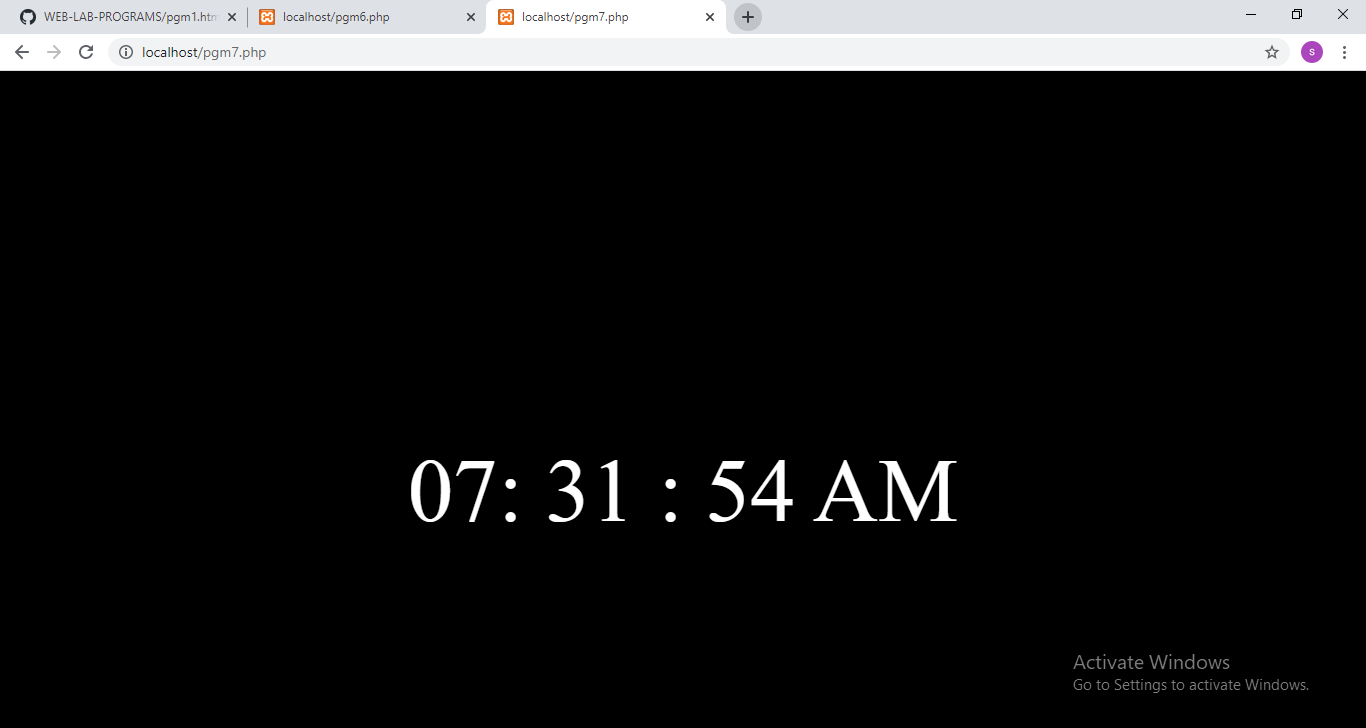 WEB-LAB-PROGRAMS/pgm1.htm
localhost/pgm6.php
localhost/pgm7.php
localhost/pgm7.php
s
07: 31 : 54 AM
Activate Windows
Go to Settings to activate Windows.